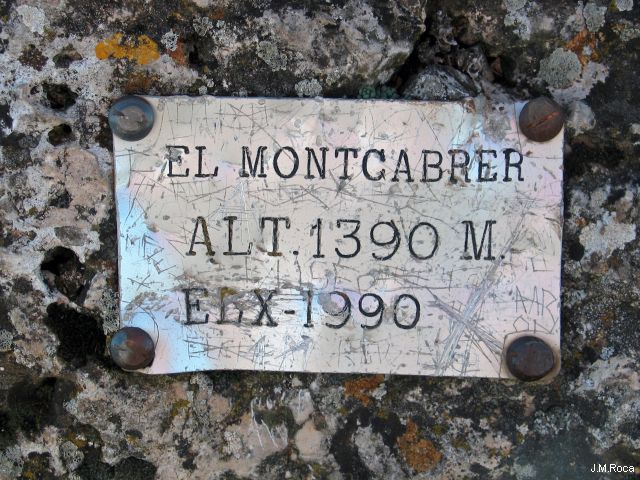 EL MONTCABRER
ALT. 1390 M.
ELX-1990
J.M.Roca